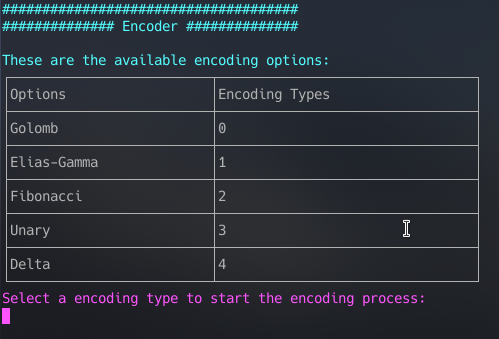 #####################################
############## Encoder ##############
These are the available encoding options:
Options Encoding Types
Golomb 0
Elias-Gamma 1
Fibonacci 2
Unary 3
Delta 4
Select a encoding type to start the encoding process: